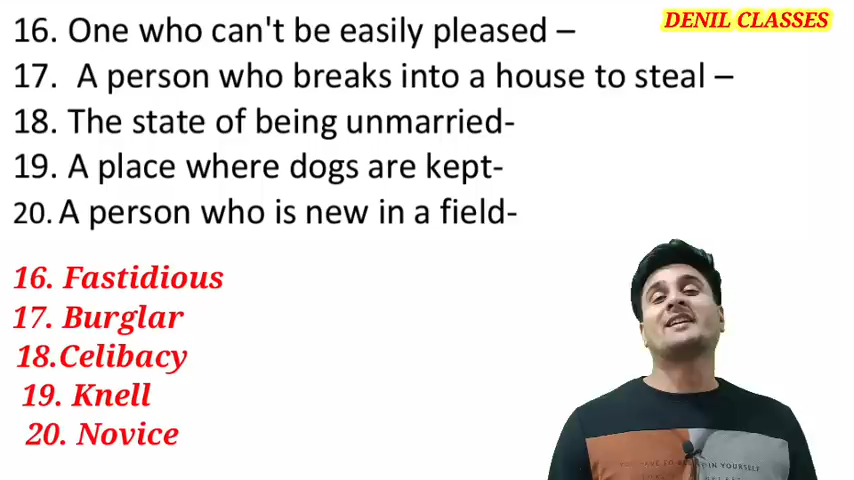 DENIL CLASSES
16. One who can't be easily pleased –
17. A person who breaks into a house to steal –
18. The state of being unmarried-
19. A place where dogs are kept-
20. A person who is new in a field-
16. Fastidious
17. Burglar
18.Celibacy
19. Knell
20. Novice
IN YOURSELF